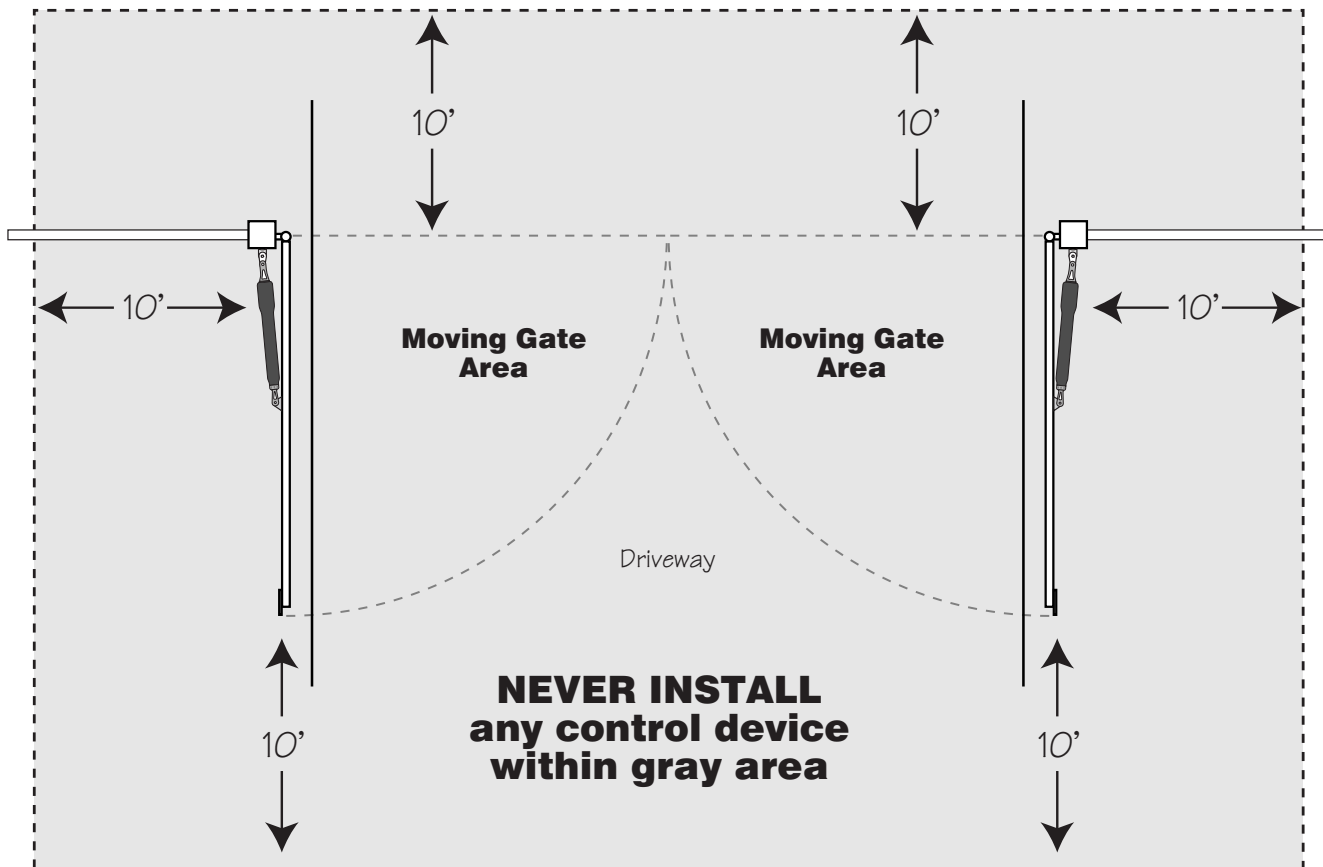 10’
10’
10’
10’
Moving Gate
Area
Moving Gate
Area
Driveway
NEVER INSTALL
any control device
within gray area
10’
10’